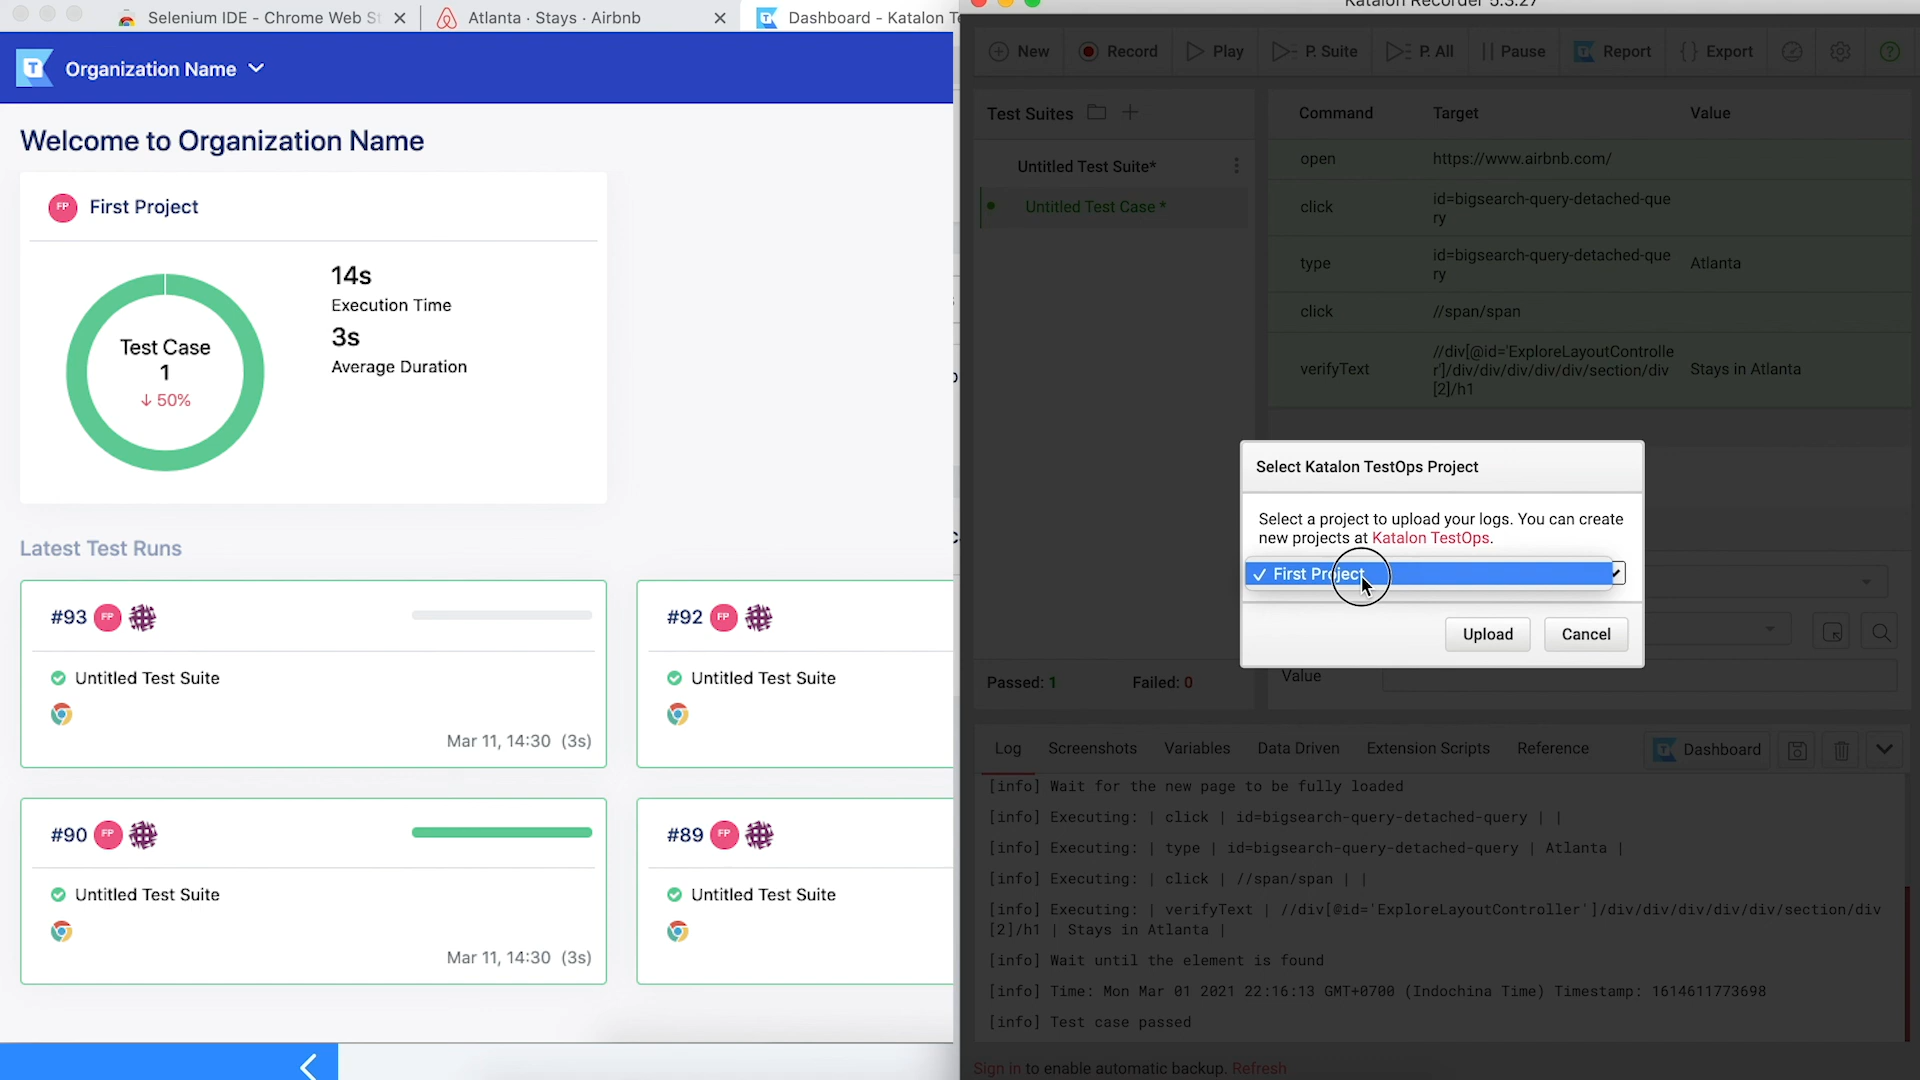 Selenium IDE - Chrome Web St
Atlanta · Stays · Airbnb
Dashboard - Katalon Te
Organization Name
Welcome to Organization Name
FP
First Project
Test Case
1
↓ 50%
14s
Execution Time
3s
Average Duration
Latest Test Runs
#93
FP
Untitled Test Suite
Mar 11, 14:30 (3s)
#92
FP
Untitled Test Suite
#90
FP
Untitled Test Suite
Mar 11, 14:30 (3s)
#89
FP
Untitled Test Suite
Katalon Recorder 5.3.27
New
Record
Play
P. Suite
P. All
Pause
Report
Export
Test Suites
Untitled Test Suite*
Untitled Test Case *
Command
Target
Value
open
https://www.airbnb.com/
click
id=bigsearch-query-detached-que
ry
type
id=bigsearch-query-detached-que
ry
Atlanta
click
//span/span
verifyText
//div[@id='ExploreLayoutControlle
r']/div/div/div/div/div/section/div
[2]/h1
Stays in Atlanta
Select Katalon TestOps Project
Select a project to upload your logs. You can create
new projects at Katalon TestOps.
✓ First Project
Upload
Cancel
Value
Passed: 1
Failed: 0
Log
Screenshots
Variables
Data Driven
Extension Scripts
Reference
Dashboard
[info] Wait for the new page to be fully loaded
[info] Executing: | click | id=bigsearch-query-detached-query | |
[info] Executing: | type | id=bigsearch-query-detached-query | Atlanta |
[info] Executing: | click | //span/span | |
[info] Executing: | verifyText | //div[@id='ExploreLayoutController']/div/div/div/div/div/section/div
[2]/h1 | Stays in Atlanta |
[info] Wait until the element is found
[info] Time: Mon Mar 01 2021 22:16:13 GMT+0700 (Indochina Time) Timestamp: 1614611773698
[info] Test case passed
Sign in to enable automatic backup. Refresh